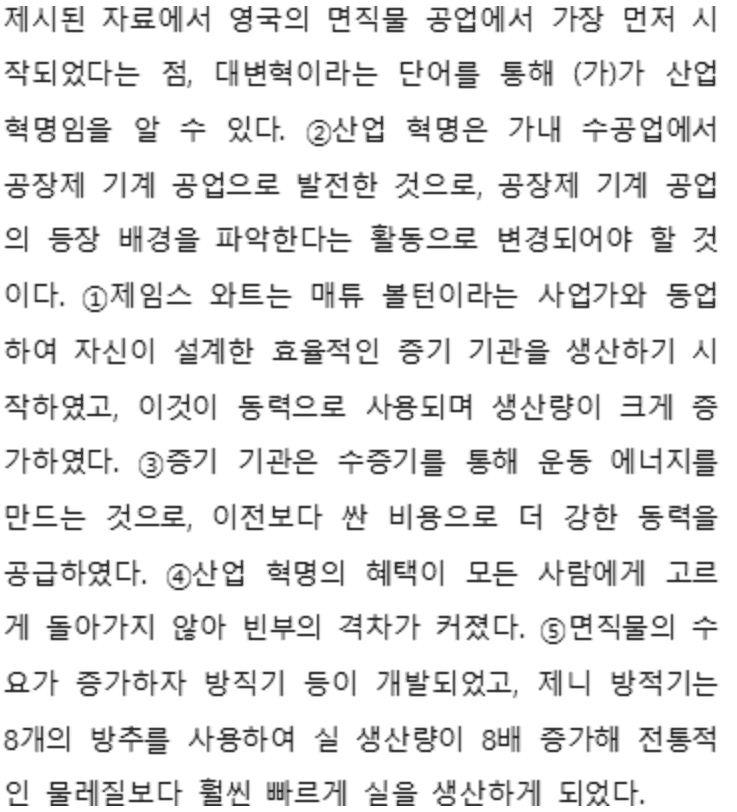 제시된 자료에서 영국의 면직물 공업에서 가장 먼저 시
작되었다는 점, 대변혁이라는 단어를 통해 (가)가 산업
혁명임을 알 수 있다. ②산업 혁명은 가내 수공업에서
공장제 기계 공업으로 발전한 것으로, 공장제 기계 공업
의 등장 배경을 파악한다는 활동으로 변경되어야 할 것
이다. ①제임스 와트는 매튜 볼턴이라는 사업가와 동업
하여 자신이 설계한 효율적인 증기 기관을 생산하기 시
작하였고, 이것이 동력으로 사용되며 생산량이 크게 증
가하였다. ③증기 기관은 수증기를 통해 운동 에너지를
만드는 것으로, 이전보다 싼 비용으로 더 강한 동력을
공급하였다. ④산업 혁명의 혜택이 모든 사람에게 고르
게 돌아가지 않아 빈부의 격차가 커졌다. ⑤면직물의 수
요가 증가하자 방직기 등이 개발되었고, 제니 방적기는
8개의 방추를 사용하여 실 생산량이 8배 증가해 전통적
인 물레질보다 훨씬 빠르게 실을 생산하게 되었다.